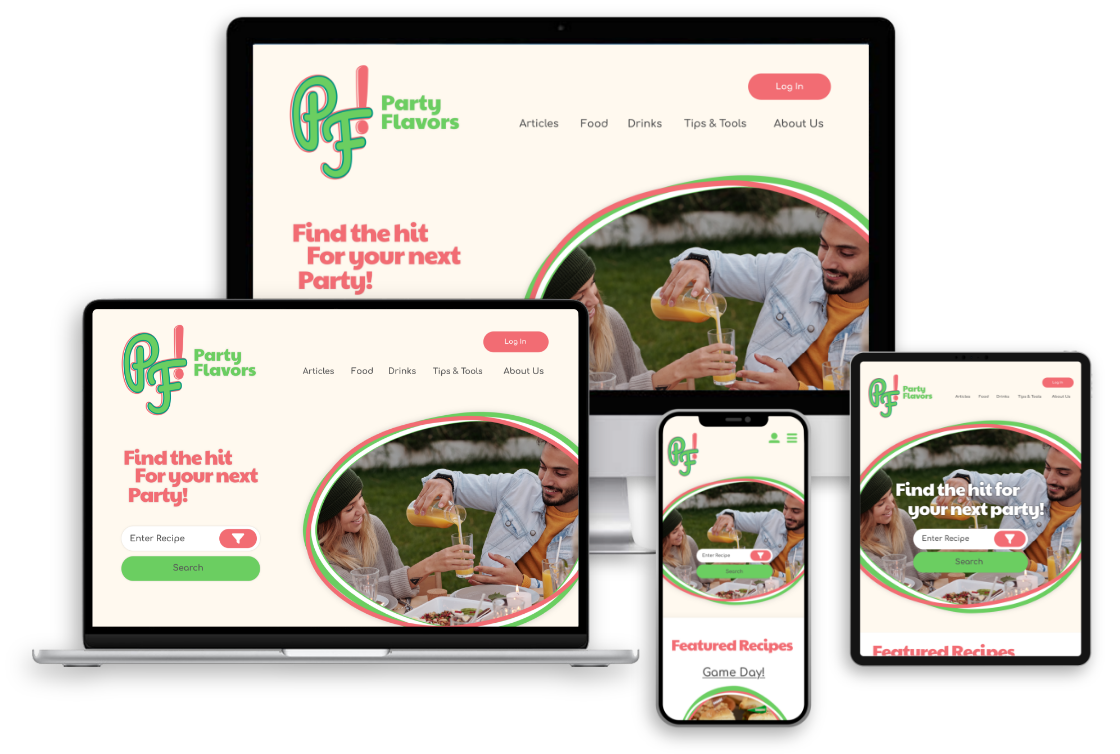 PF!
Party
Flavors
Log In
Articles Food Drinks Tips & Tools About Us
Find the hit
For your next
Party!
PF!
Party
Flavors
Log In
Articles Food Drinks Tips & Tools About Us
Find the hit
For your next
Party!
Enter Recipe
Search
PF!
Enter Recipe
Search
Featured Recipes
Game Day!
PF!
Party
Flavors
Log In
Articles Food Drinks Tips & Tools About Us
Find the hit for
your next party!
Enter Recipe
Search
Featured Recipes